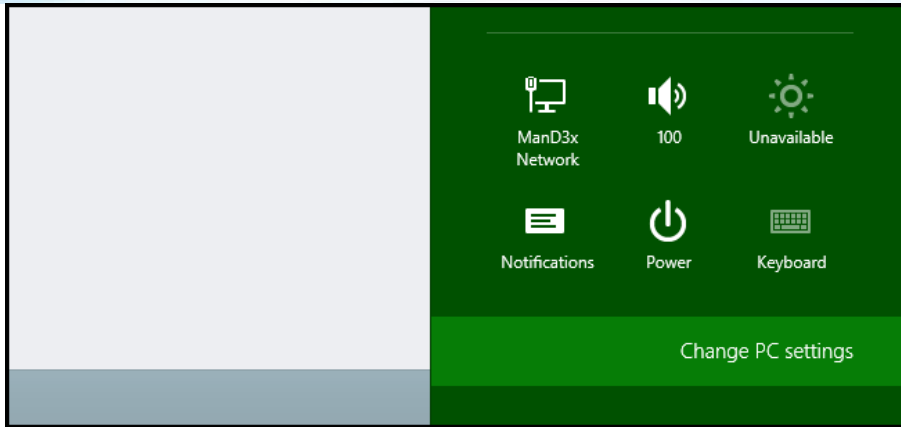 ManD3x
Network
100
Unavailable
Notifications
Power
Keyboard
Change PC settings